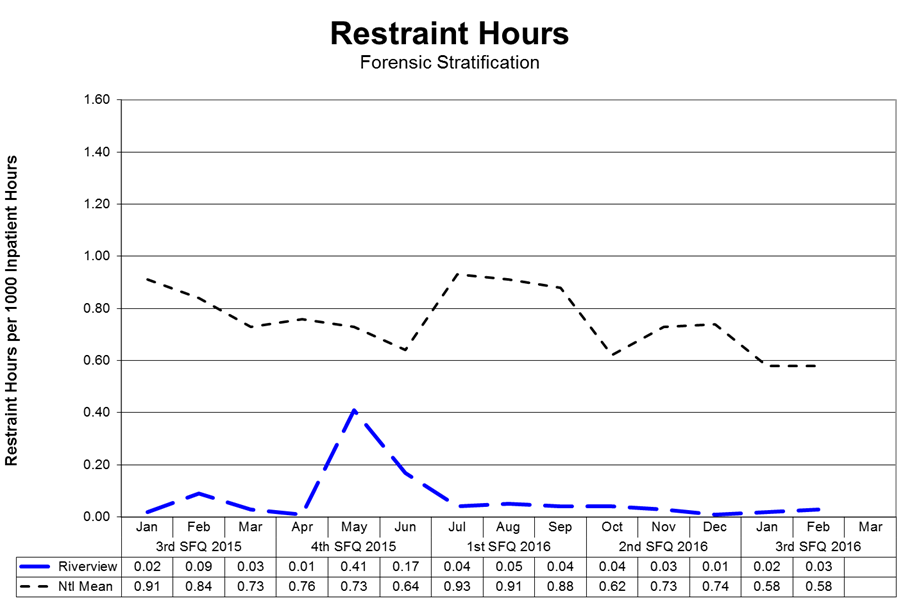 Restraint Hours
Forensic Stratification
Restraint Hours per 1000 Inpatient Hours
1.60
1.40
1.20
1.00
0.80
0.60
0.40
0.20
0.00
Jan Feb Mar Apr May Jun Jul Aug Sep Oct Nov Dec Jan Feb Mar
3rd SFQ 2015 4th SFQ 2015 1st SFQ 2016 2nd SFQ 2016 3rd SFQ 2016
Riverview 0.02 0.09 0.03 0.01 0.41 0.17 0.04 0.05 0.04 0.04 0.03 0.01 0.02 0.03
Ntl Mean 0.91 0.84 0.73 0.76 0.73 0.64 0.93 0.91 0.88 0.62 0.73 0.74 0.58 0.58